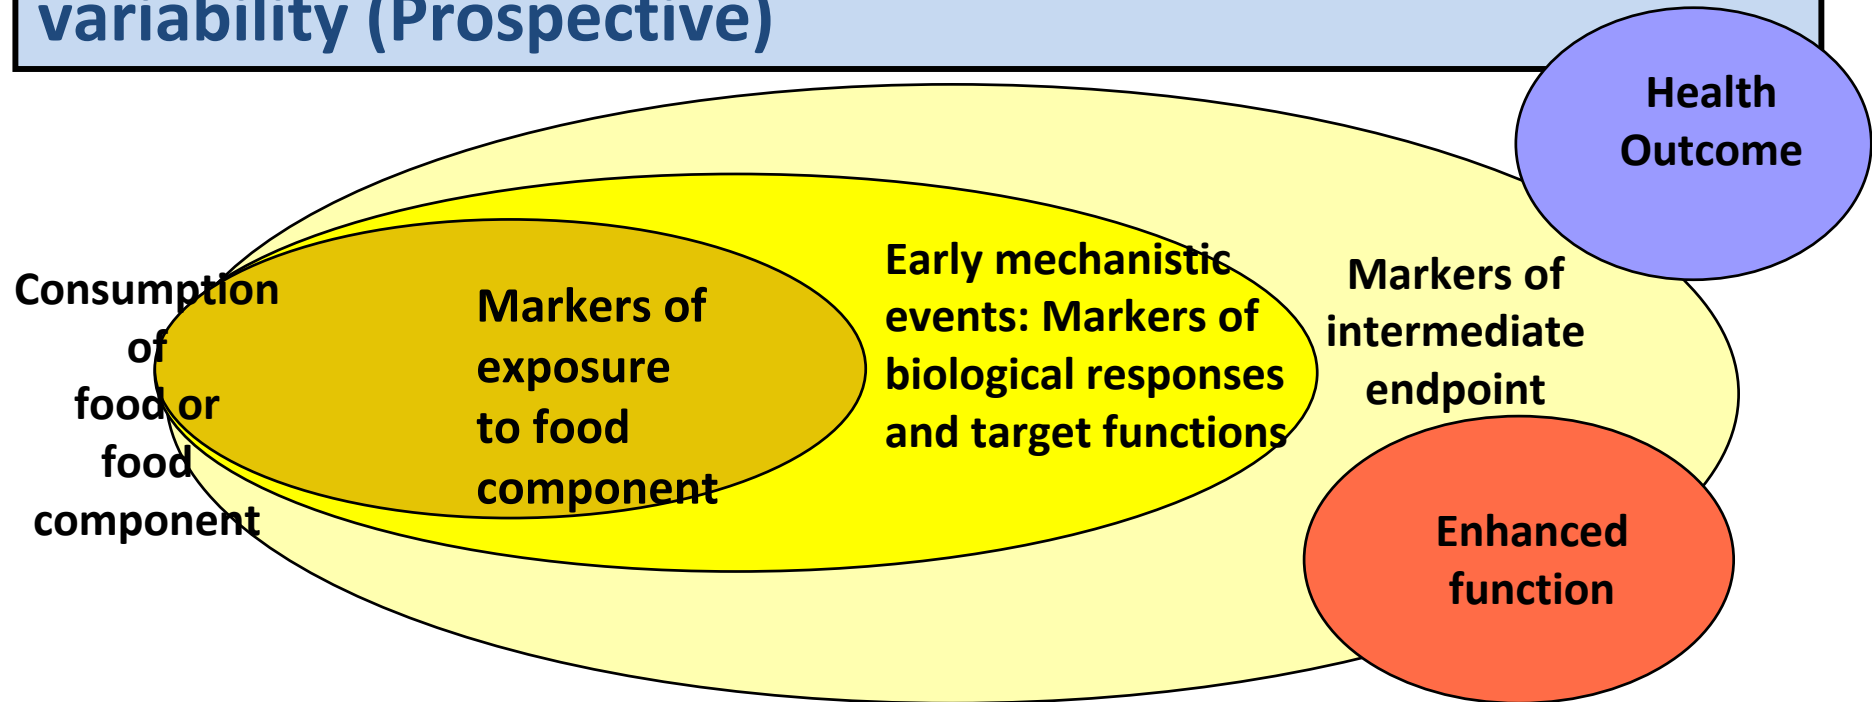 variability (Prospective)
Health
Outcome
Consumption
of
food or
food
component
Markers of
exposure
to food
component
Early mechanistic
events: Markers of
biological responses
and target functions
Markers of
intermediate
endpoint
Enhanced
function